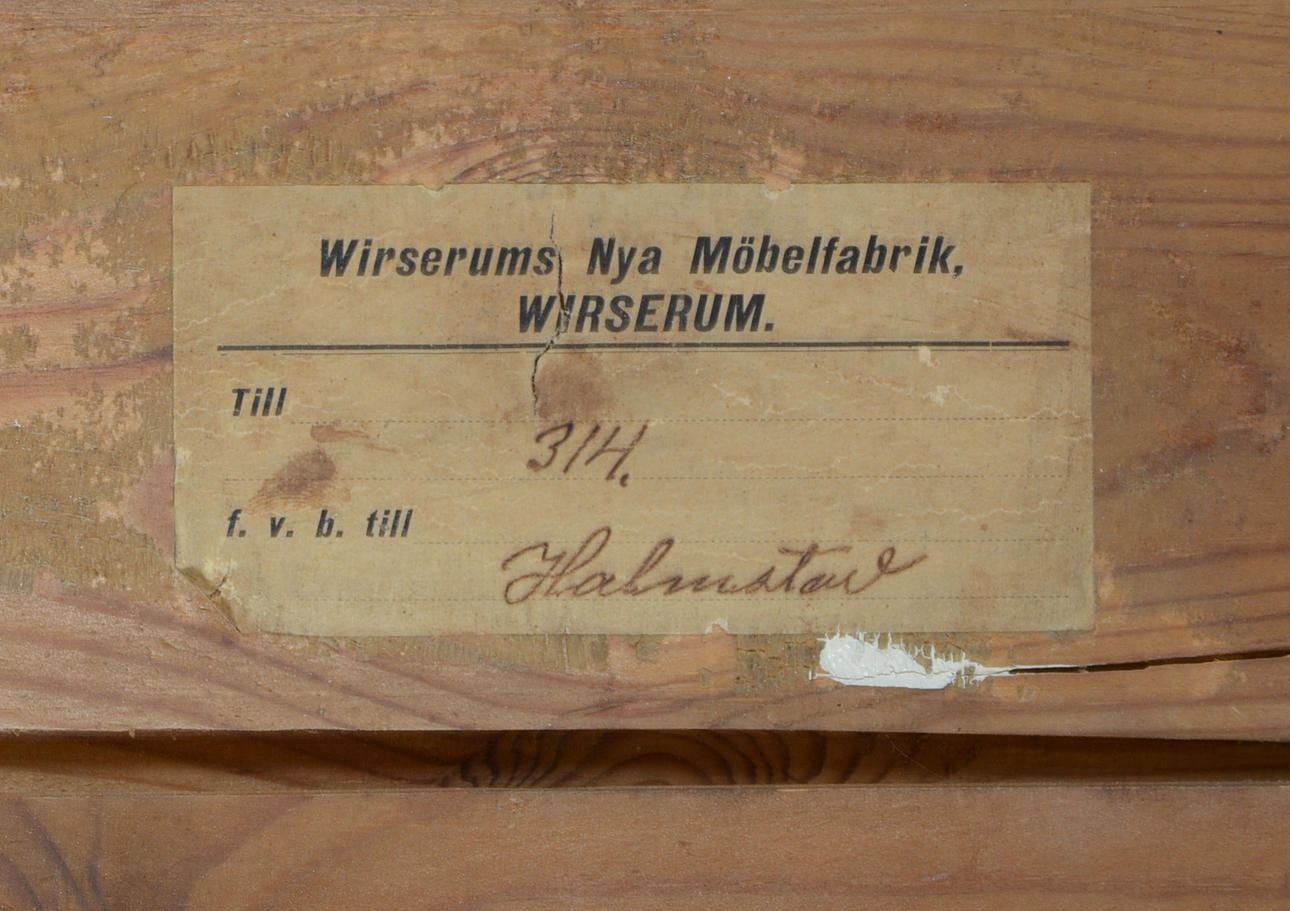 Wirserums Nya Möbelfabrik,
WIRSERUM.
Till
314.
f. v. b. till
Halmstad